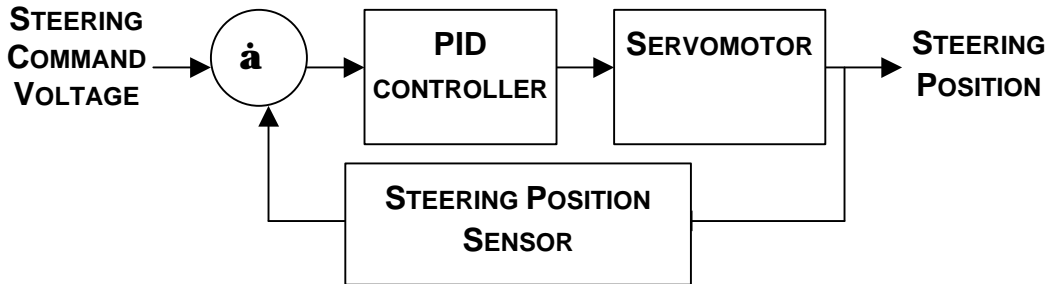 STEERING
COMMAND
VOLTAGE
ȧ
PID
CONTROLLER
SERVOMOTOR
STEERING
POSITION
STEERING POSITION
SENSOR